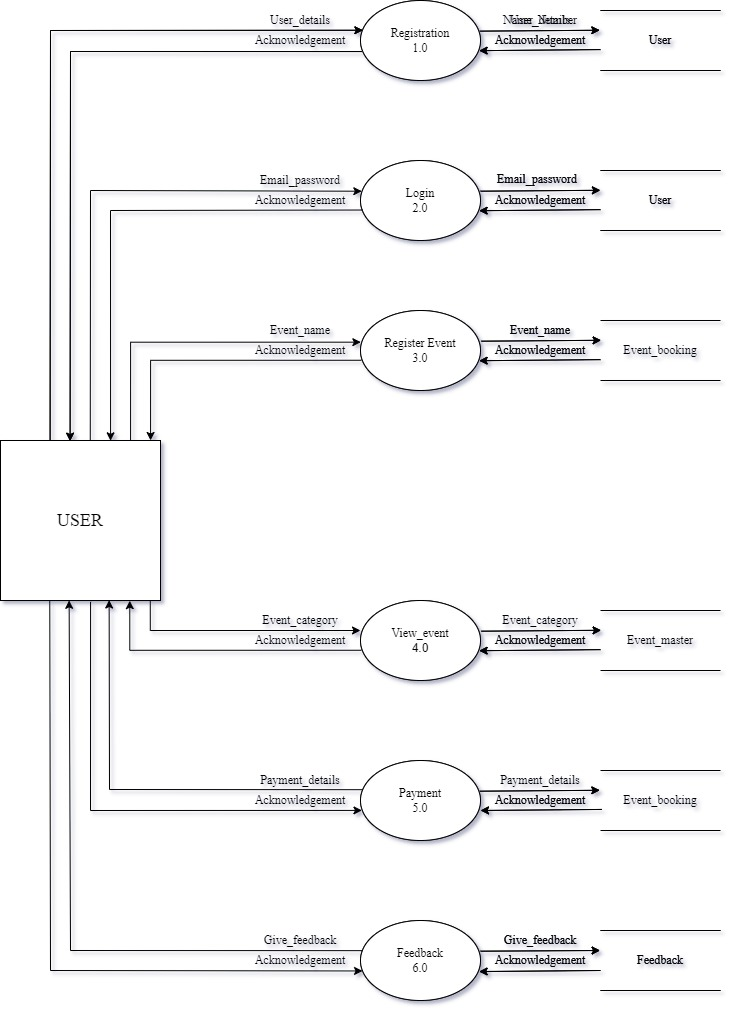 User_details
Acknowledgement
Registration
1.0
Acknowledgement
User
Email_password
Acknowledgement
Login
2.0
Email_password
Acknowledgement
User
Event_name
Acknowledgement
Register Event
3.0
Event_name
Acknowledgement
Event_booking
USER
Event_category
Acknowledgement
View_event
4.0
Event_category
Acknowledgement
Event_master
Payment_details
Acknowledgement
Payment
5.0
Payment_details
Acknowledgement
Event_booking
Give_feedback
Acknowledgement
Feedback
6.0
Give_feedback
Acknowledgement
Feedback